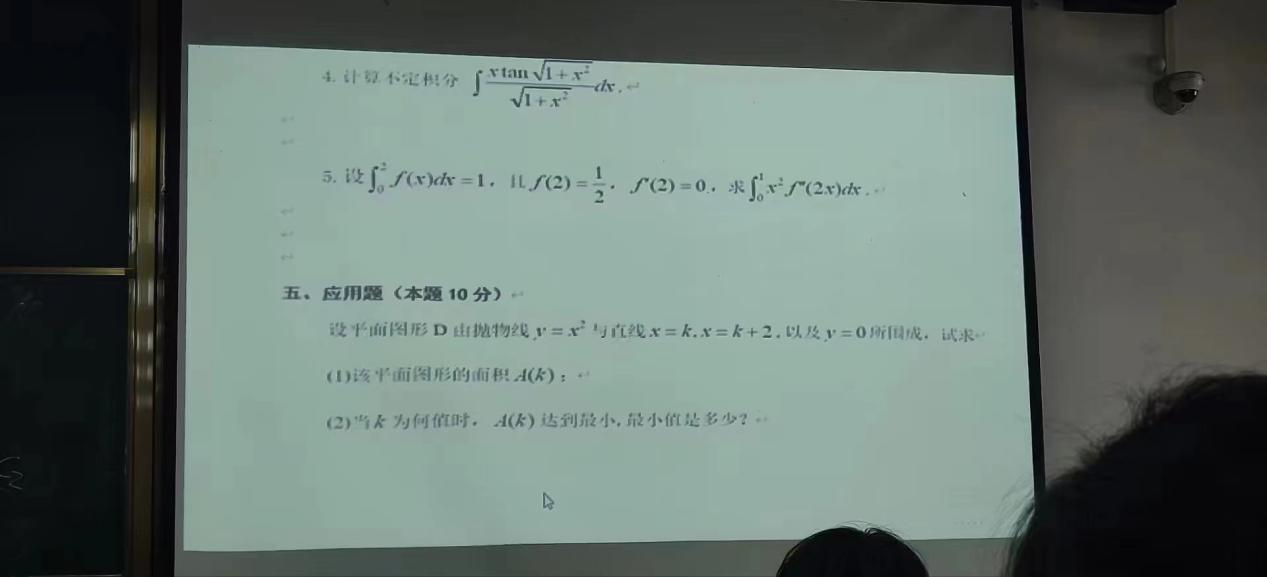 4. 计算不定积分 ∫ (x tan √(1+x²)) / √(1+x²) dx.
5. 设 ∫₀² f(x)dx = 1, 且 f(2) = 1/2, f'(2) = 0, 求 ∫₀¹ x² f''(2x)dx.
五、应用题（本题 10 分）
设平面图形 D 由抛物线 y = x² 与直线 x = k, x = k + 2, 以及 y = 0 所围成, 试求
(1)该平面图形的面积 A(k)；
(2)当 k 为何值时, A(k) 达到最小, 最小值是多少?